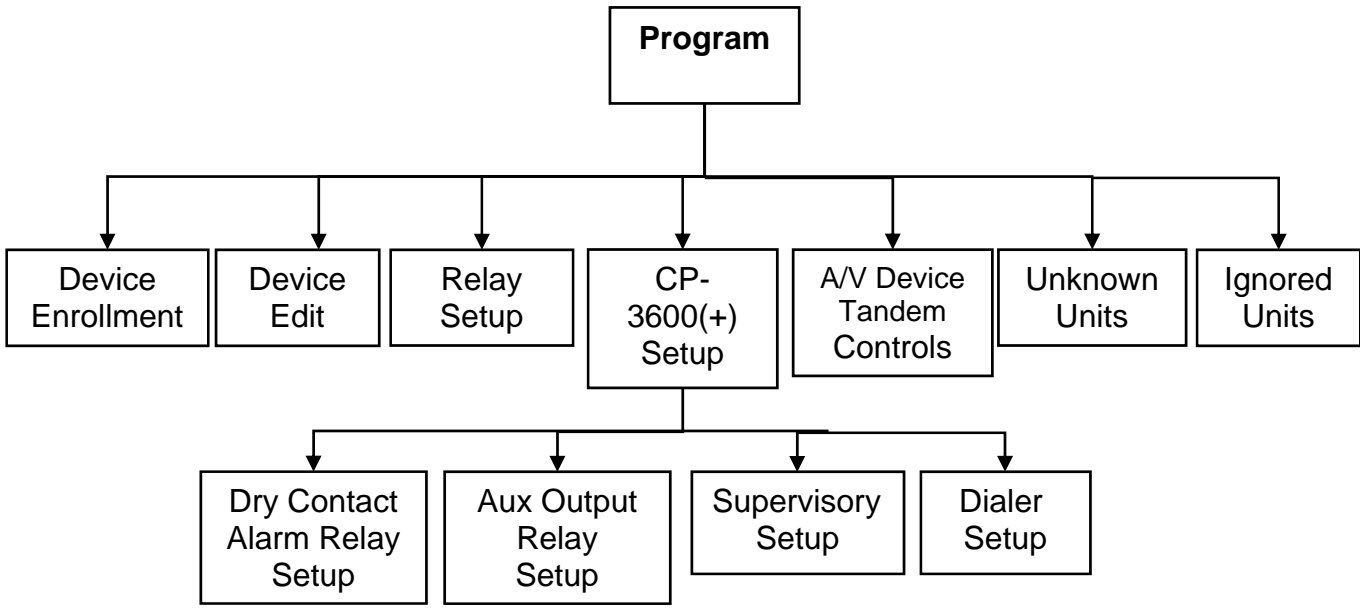 Program
Device
Enrollment
Device
Edit
Relay
Setup
CP-
3600(+)
Setup
A/V Device
Tandem
Controls
Unknown
Units
Ignored
Units
Dry Contact
Alarm Relay
Setup
Aux Output
Relay
Setup
Supervisory
Setup
Dialer
Setup